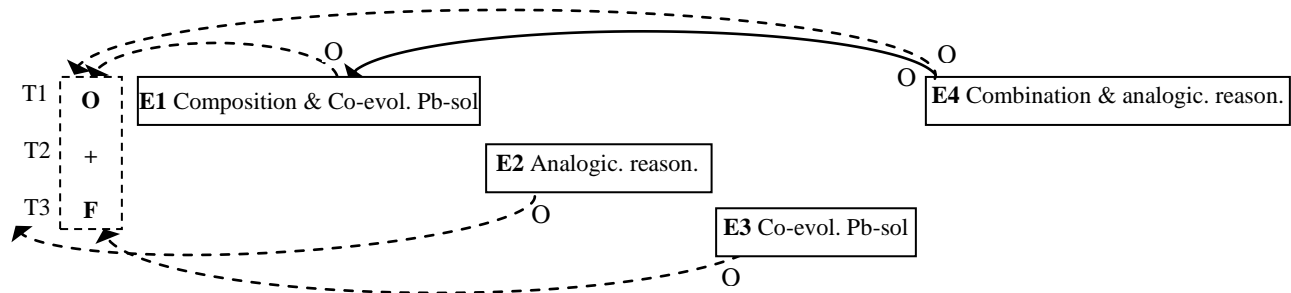 O
O
O
T1 O E1 Composition & Co-evol. Pb-sol E4 Combination & analogic. reason.
T2 + E2 Analogic. reason.
T3 F
O
E3 Co-evol. Pb-sol
O